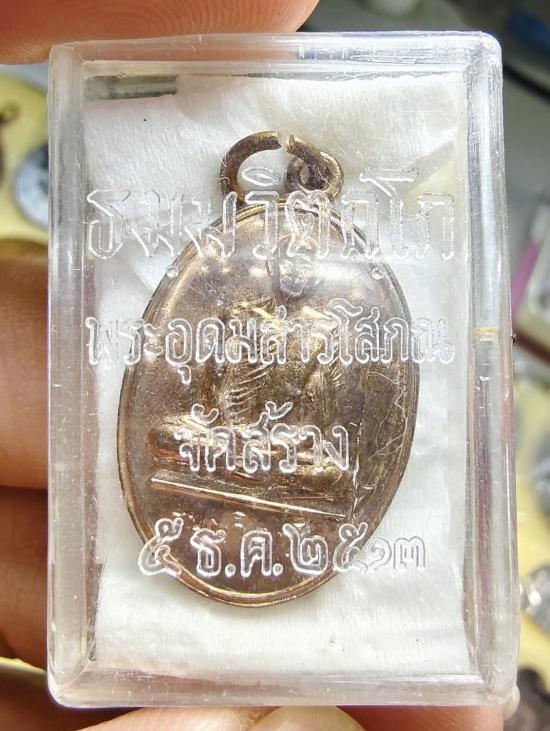 ธมฺมวิตกฺโก
พระอุดมสารโสภณ
จัดสร้าง
๕ ธ.ค. ๒๕๑๓